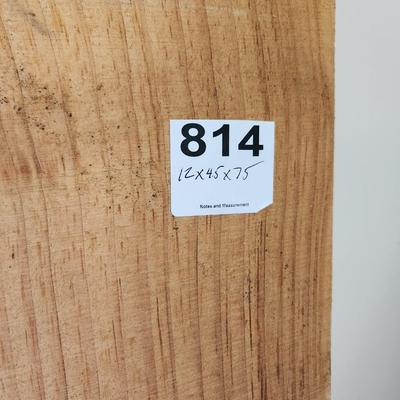 814
12x45x75
Notes and Measurement